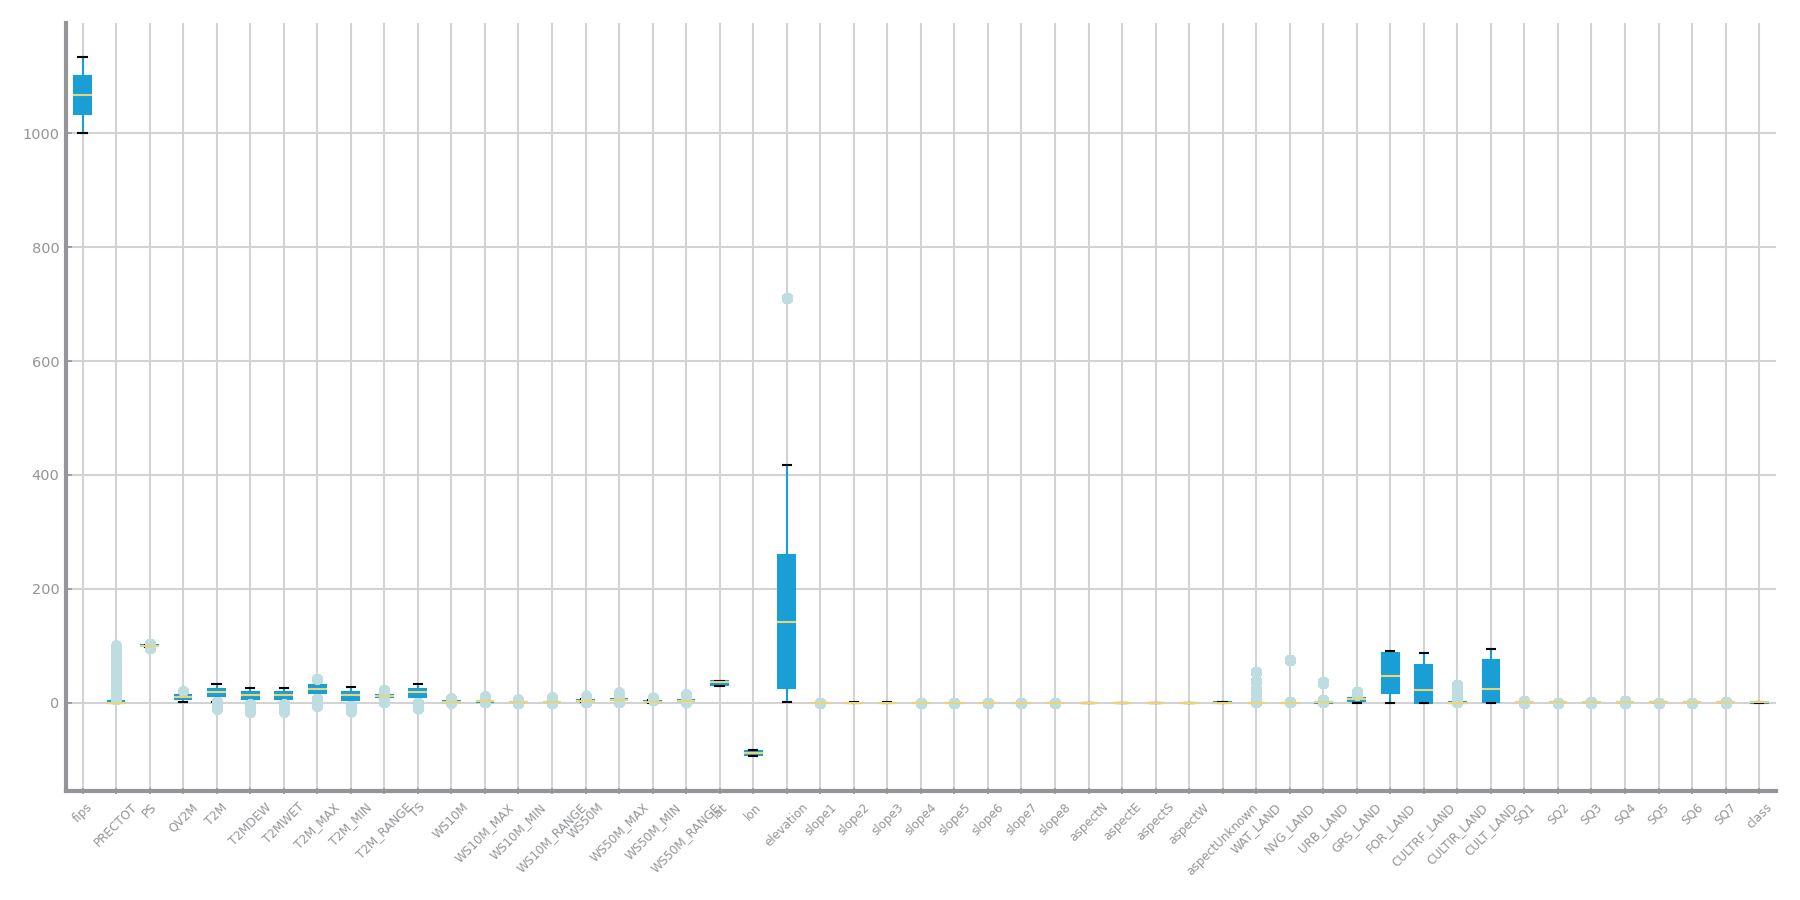 1000
800
600
400
200
0
fips
PRECTOT
PS
QV2M
T2M
T2MDEW
T2MWET
T2M_MAX
T2M_MIN
T2M_RANGE
TS
WS10M
WS10M_MAX
WS10M_MIN
WS10M_RANGE
WS50M
WS50M_MAX
WS50M_MIN
WS50M_RANGE
lat
lon
elevation
slope1
slope2
slope3
slope4
slope5
slope6
slope7
slope8
aspectN
aspectE
aspectS
aspectW
aspectUnknown
WAT_LAND
NVG_LAND
URB_LAND
GRS_LAND
FOR_LAND
CULTRF_LAND
CULTIR_LAND
CULT_LAND
SQ1
SQ2
SQ3
SQ4
SQ5
SQ6
SQ7
class